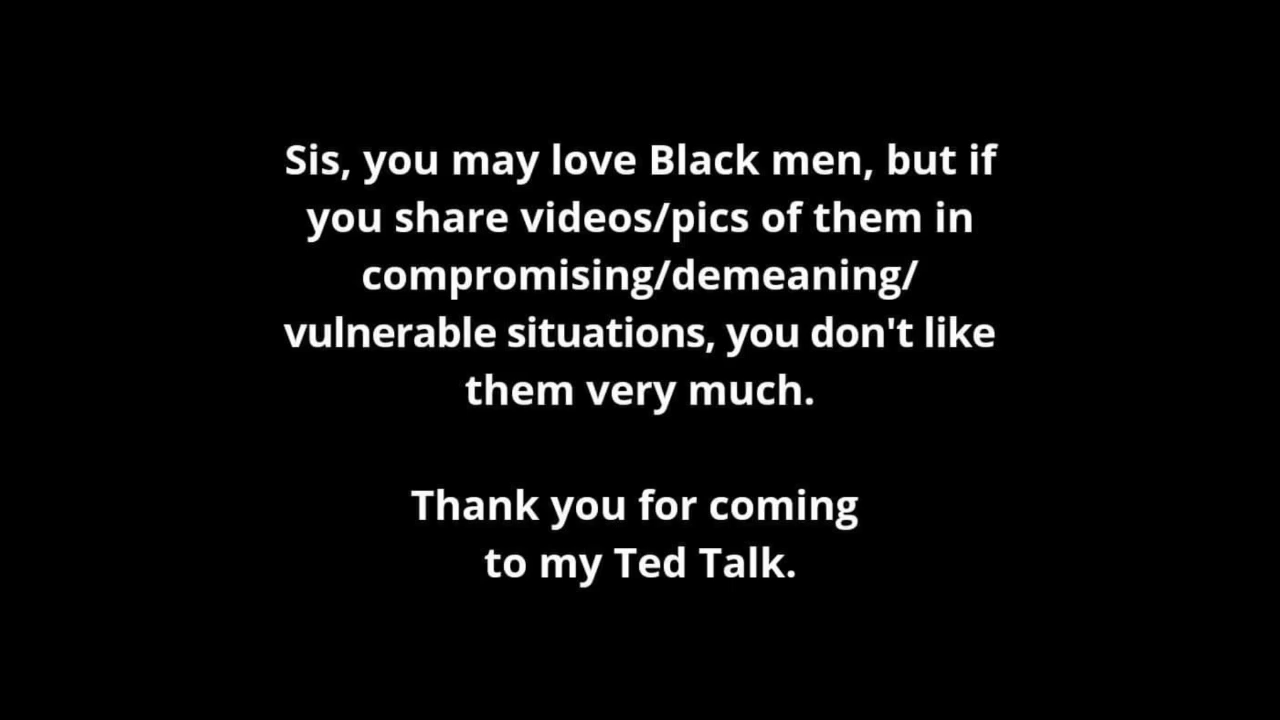 Sis, you may love Black men, but if
you share videos/pics of them in
compromising/demeaning/
vulnerable situations, you don't like
them very much.
Thank you for coming
to my Ted Talk.